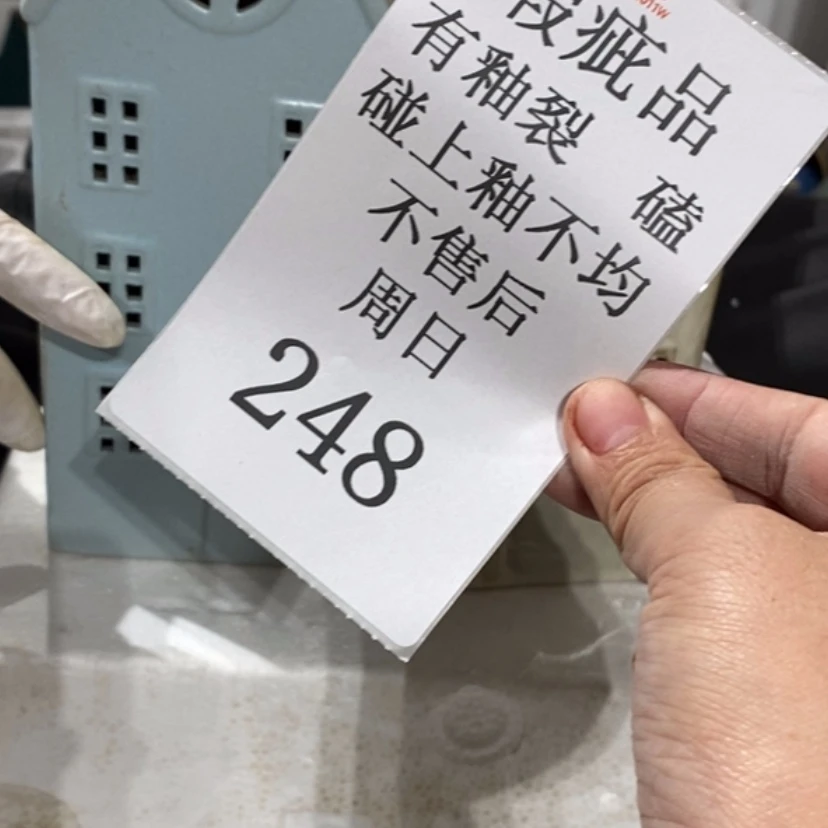 瑕疵品
有釉裂 磕
碰上釉不均
不售后
周日
248